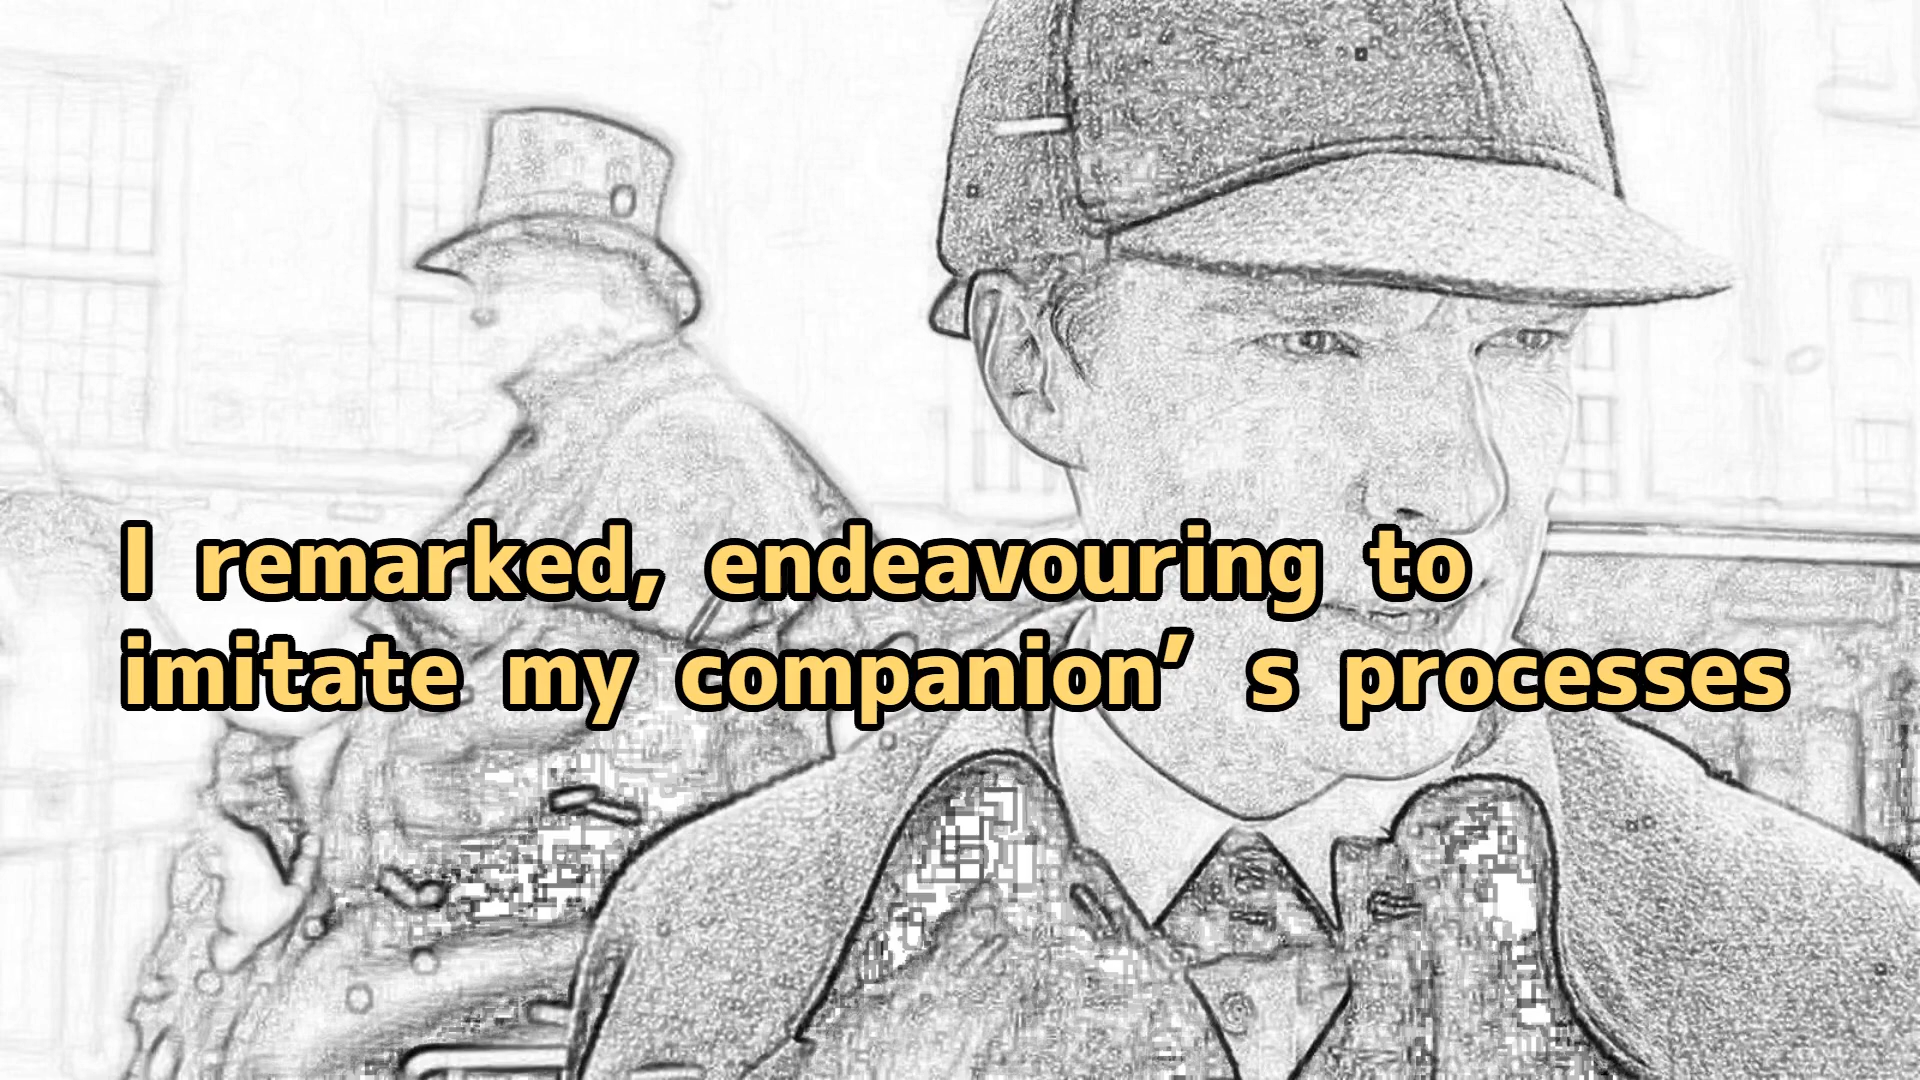 I remarked, endeavouring to
imitate my companion’ s processes